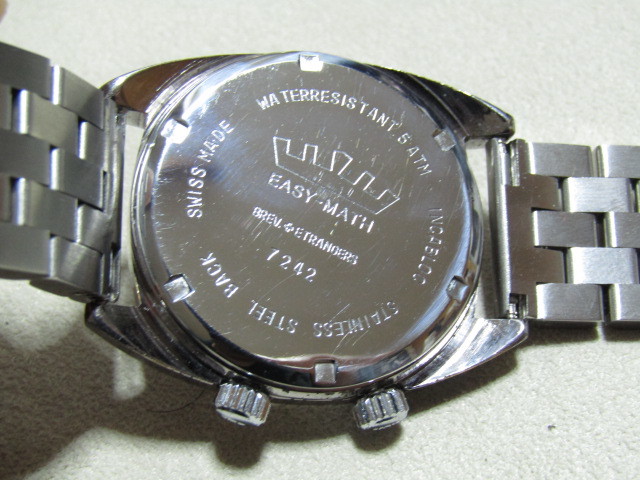 WATERRESISTANT 5 ATM
INCABLOC
STAINLESS STEEL BACK
SWISS MADE
EASY-MATH
BREV.+ETRANGERS
7242